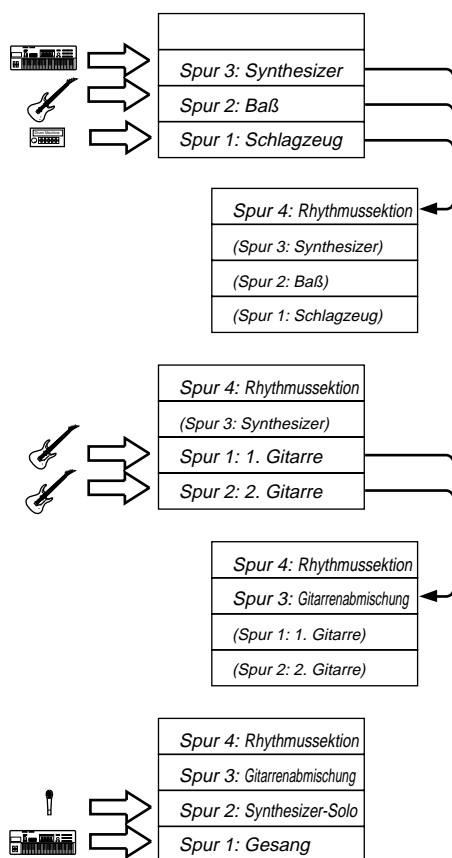 Spur 3: Synthesizer
Spur 2: Baß
Drum Machine
Spur 1: Schlagzeug
Spur 4: Rhythmussektion
(Spur 3: Synthesizer)
(Spur 2: Baß)
(Spur 1: Schlagzeug)
Spur 4: Rhythmussektion
(Spur 3: Synthesizer)
Spur 1: 1. Gitarre
Spur 2: 2. Gitarre
Spur 4: Rhythmussektion
Spur 3: Gitarrenabmischung
(Spur 1: 1. Gitarre)
(Spur 2: 2. Gitarre)
Spur 4: Rhythmussektion
Spur 3: Gitarrenabmischung
Spur 2: Synthesizer-Solo
Spur 1: Gesang